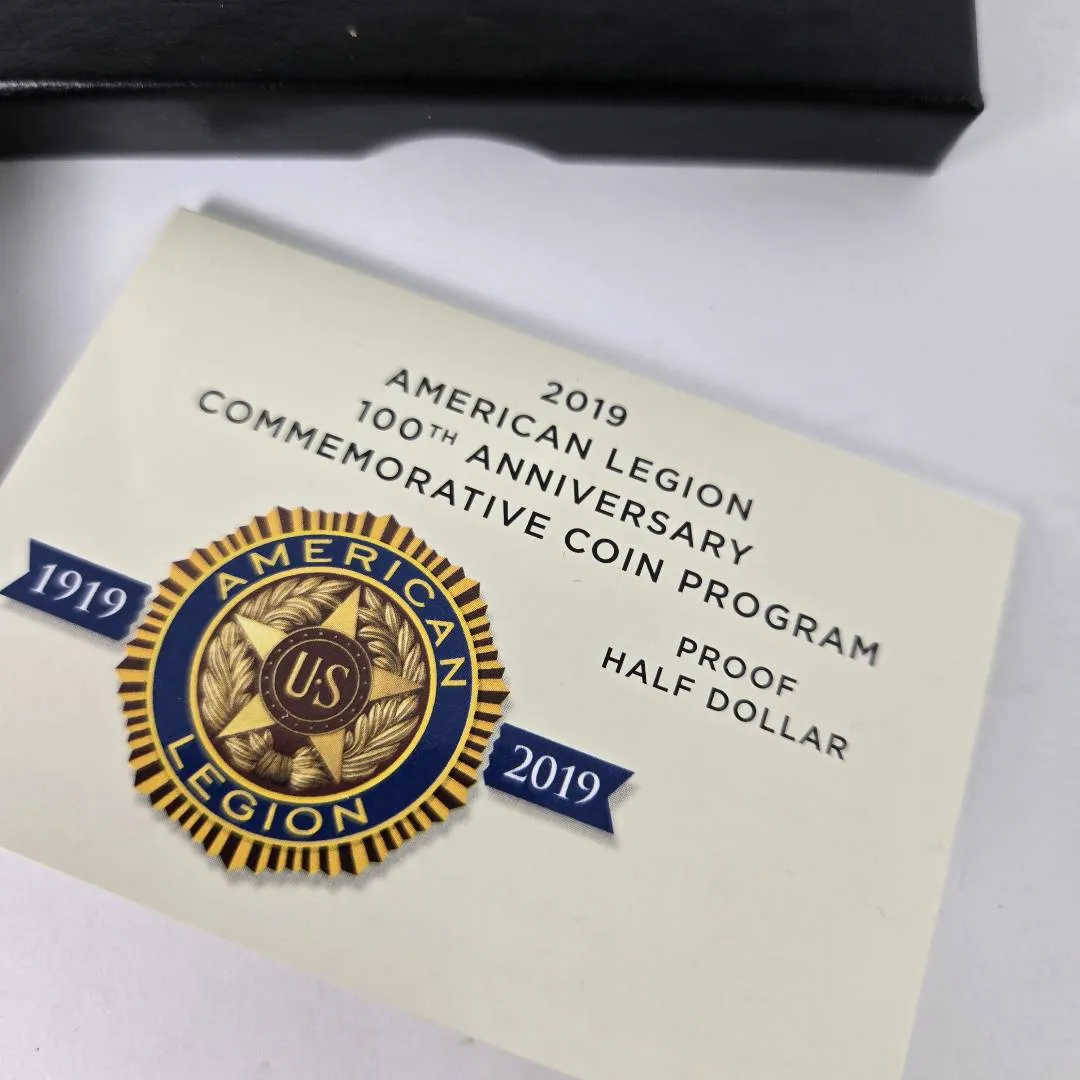 2019
AMERICAN LEGION
100TH ANNIVERSARY
COMMEMORATIVE COIN PROGRAM
PROOF
HALF DOLLAR
1919
AMERICAN
U.S
LEGION
2019